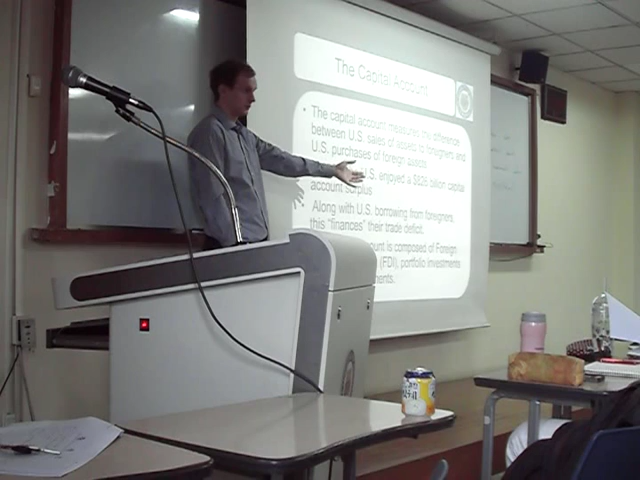 The Capital Account
• The capital account measures the difference
between U.S. sales of assets to foreigners and
U.S. purchases of foreign assets
U.S. enjoyed a $826 billion capital
account surplus
Along with U.S. borrowing from foreigners,
this "finances" their trade deficit.
is composed of Foreign
(FDI), portfolio investments